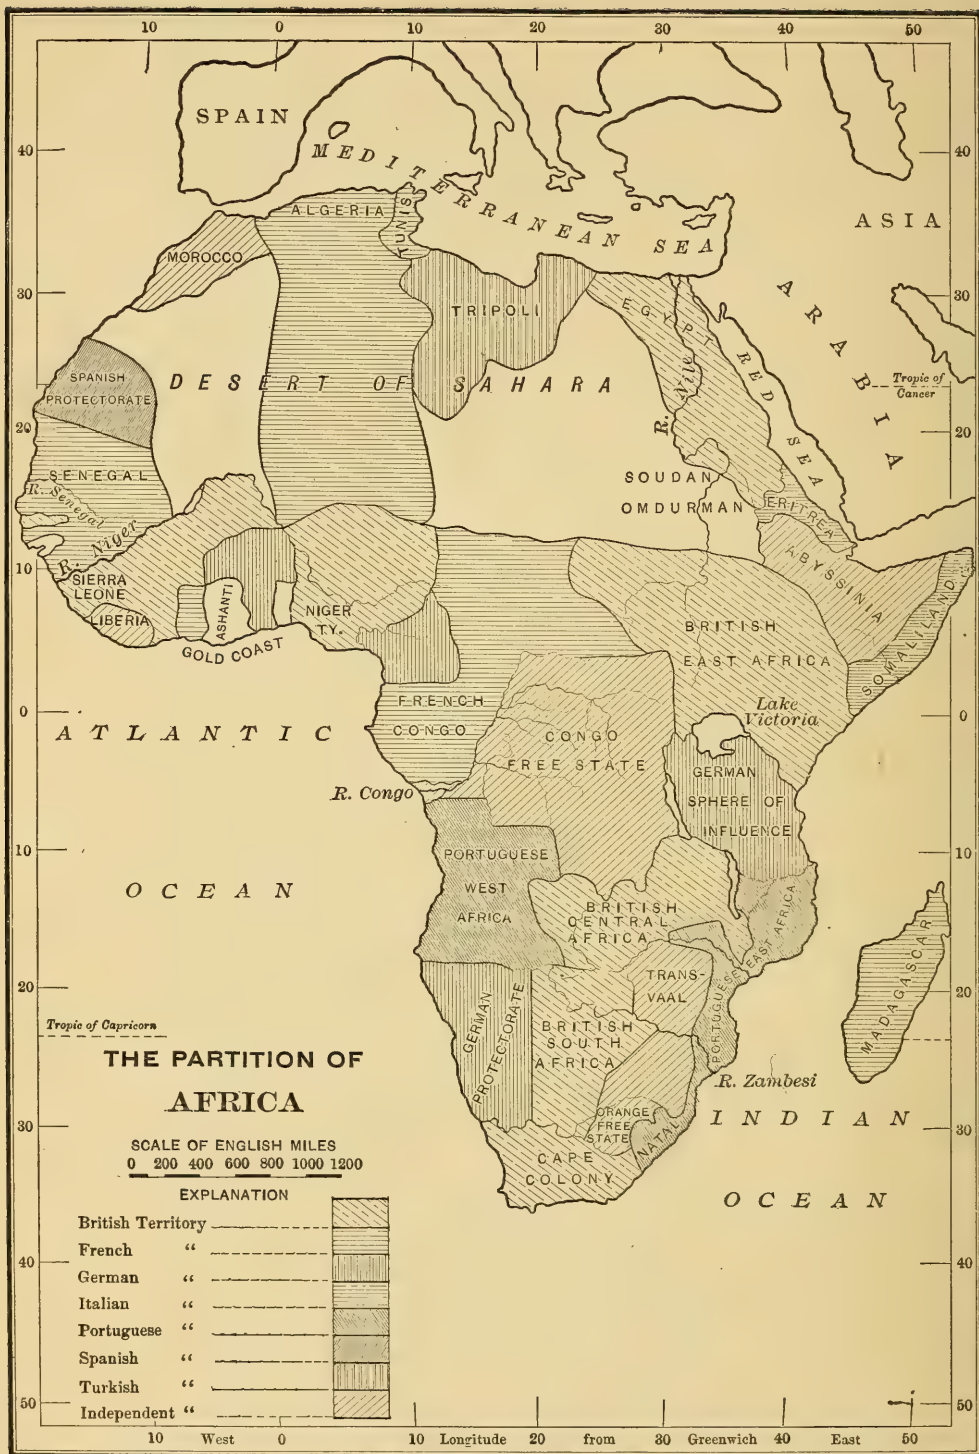 10 0 10 20 30 40 50
SPAIN
40
MEDITERRANEAN SEA
40
ASIA
ALGERIA
TUNIS
MOROCCO
30
TRIPOLI
EGYPT
ARABIA
30
SPANISH
PROTECTORATE
DESERT OF SAHARA
R. Nile
RED SEA
Tropic of
Cancer
20
20
SENEGAL
R. Senegal
R. Niger
SOUDAN
OMDURMAN
ERITREA
ABYSSINIA
10
10
SIERRA
LEONE
LIBERIA
ASHANTI
GOLD COAST
NIGER
TY.
BRITISH
EAST AFRICA
SOMALILAND
0
0
ATLANTIC
FRENCH
CONGO
CONGO
FREE STATE
Lake
Victoria
R. Congo
GERMAN
SPHERE OF
INFLUENCE
10
10
OCEAN
PORTUGUESE
WEST
AFRICA
BRITISH
CENTRAL
AFRICA
PORTUGUESE EAST AFRICA
MADAGASCAR
20
20
TRANS-
VAAL
GERMAN
PROTECTORATE
BRITISH
SOUTH
AFRICA
Tropic of Capricorn
R. Zambesi
INDIAN
OCEAN
30
30
ORANGE
FREE
STATE
NATAL
CAPE
COLONY
THE PARTITION OF
AFRICA
SCALE OF ENGLISH MILES
0 200 400 600 800 1000 1200
EXPLANATION
British Territory
French “
German “
Italian “
Portuguese “
Spanish “
Turkish “
Independent “
40
40
50
50
10 West 0 10 Longitude 20 from 30 Greenwich 40 East 50